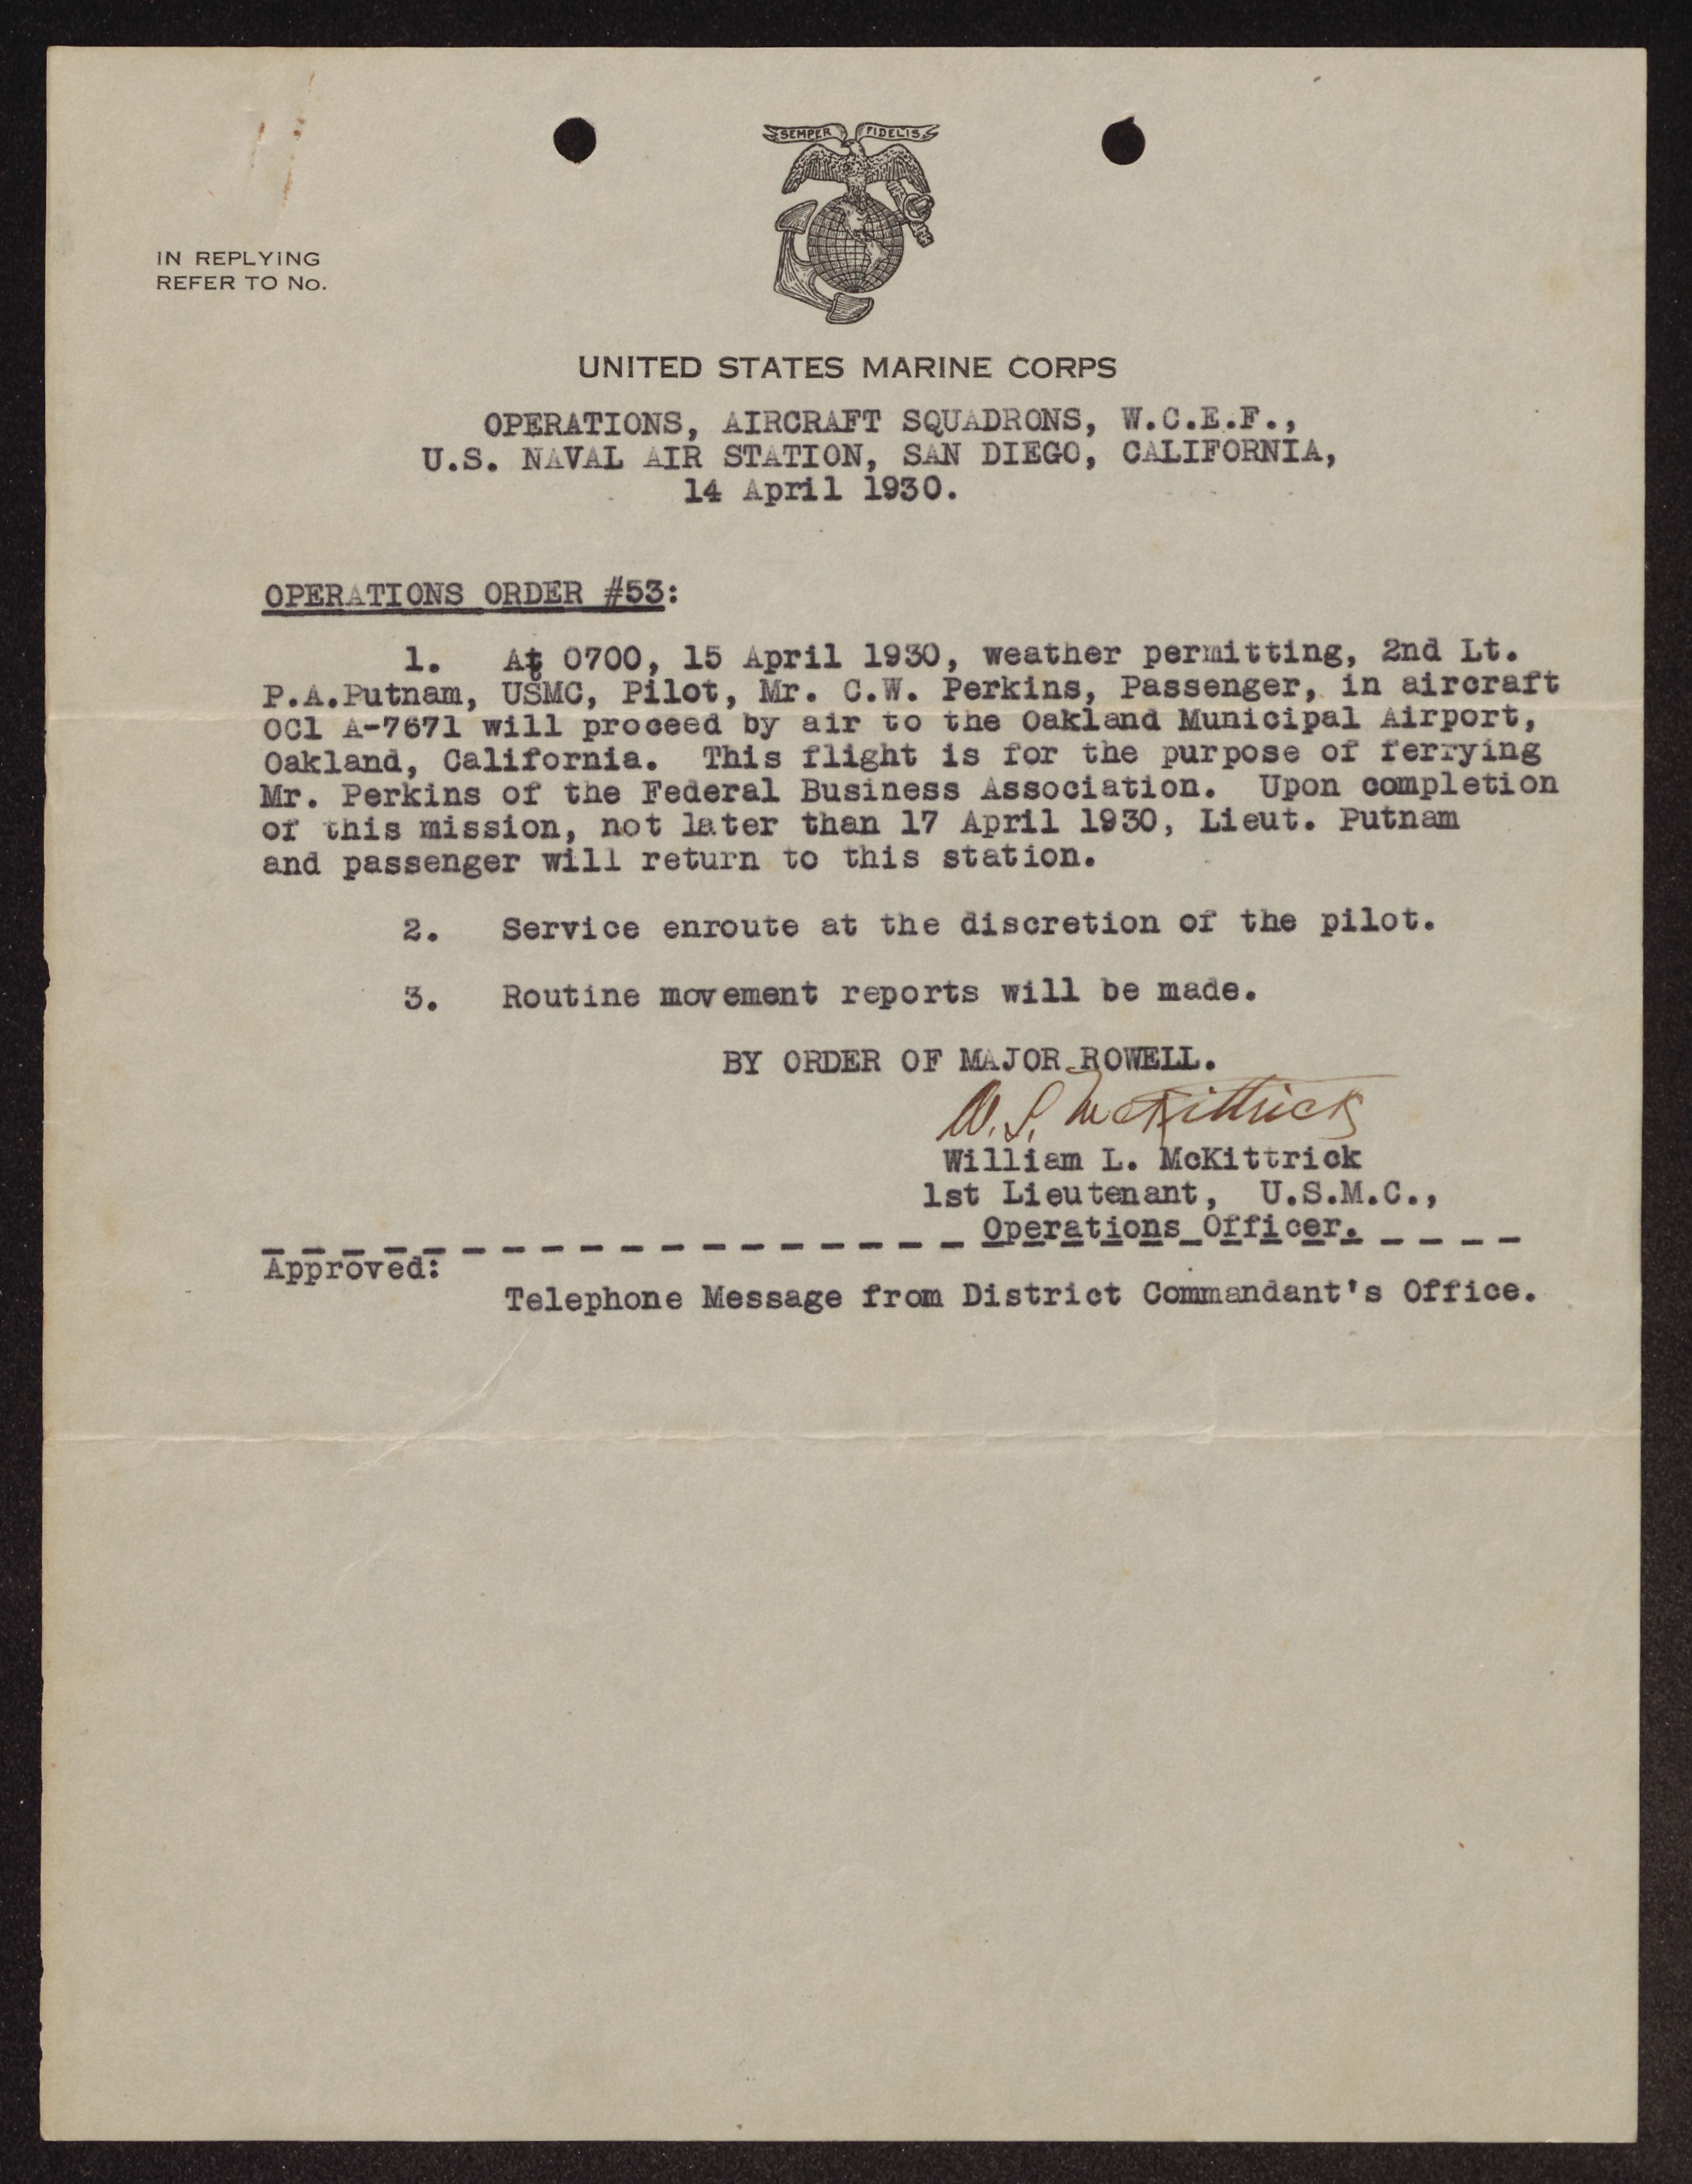 SEMPER FIDELIS
IN REPLYING
REFER TO No.
UNITED STATES MARINE CORPS
OPERATIONS, AIRCRAFT SQUADRONS, W.C.E.F.,
U.S. NAVAL AIR STATION, SAN DIEGO, CALIFORNIA,
14 April 1930.
OPERATIONS ORDER #53:
1. At 0700, 15 April 1930, weather permitting, 2nd Lt.
P.A.Putnam, USMC, Pilot, Mr. C.W. Perkins, Passenger, in aircraft
OC1 A-7671 will proceed by air to the Oakland Municipal Airport,
Oakland, California. This flight is for the purpose of ferrying
Mr. Perkins of the Federal Business Association. Upon completion
of this mission, not later than 17 April 1930, Lieut. Putnam
and passenger will return to this station.
2. Service enroute at the discretion of the pilot.
3. Routine movement reports will be made.
BY ORDER OF MAJOR ROWELL.
W. L. McKittrick
William L. McKittrick
1st Lieutenant, U.S.M.C.,
Operations Officer.
Approved:
Telephone Message from District Commandant's Office.